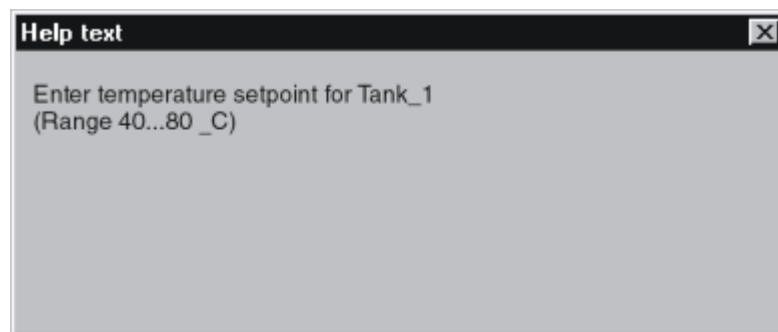 Help text
Enter temperature setpoint for Tank_1
(Range 40...80 _C)